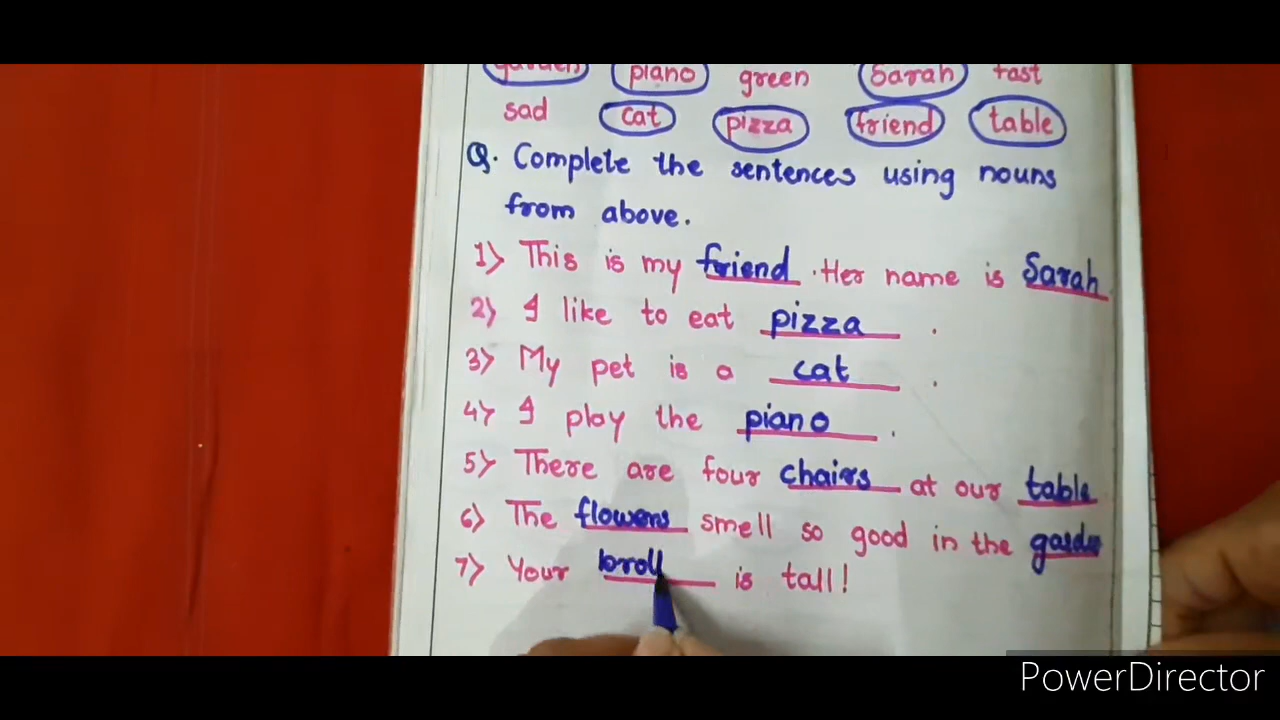 garden piano green Sarah fast
sad cat pizza friend table
Q. Complete the sentences using nouns
from above.
1) This is my friend . Her name is Sarah
2) I like to eat pizza .
3) My pet is a cat .
4) I play the piano .
5) There are four chairs at our table
6) The flowers smell so good in the garden
7) Your is tall!
PowerDirector